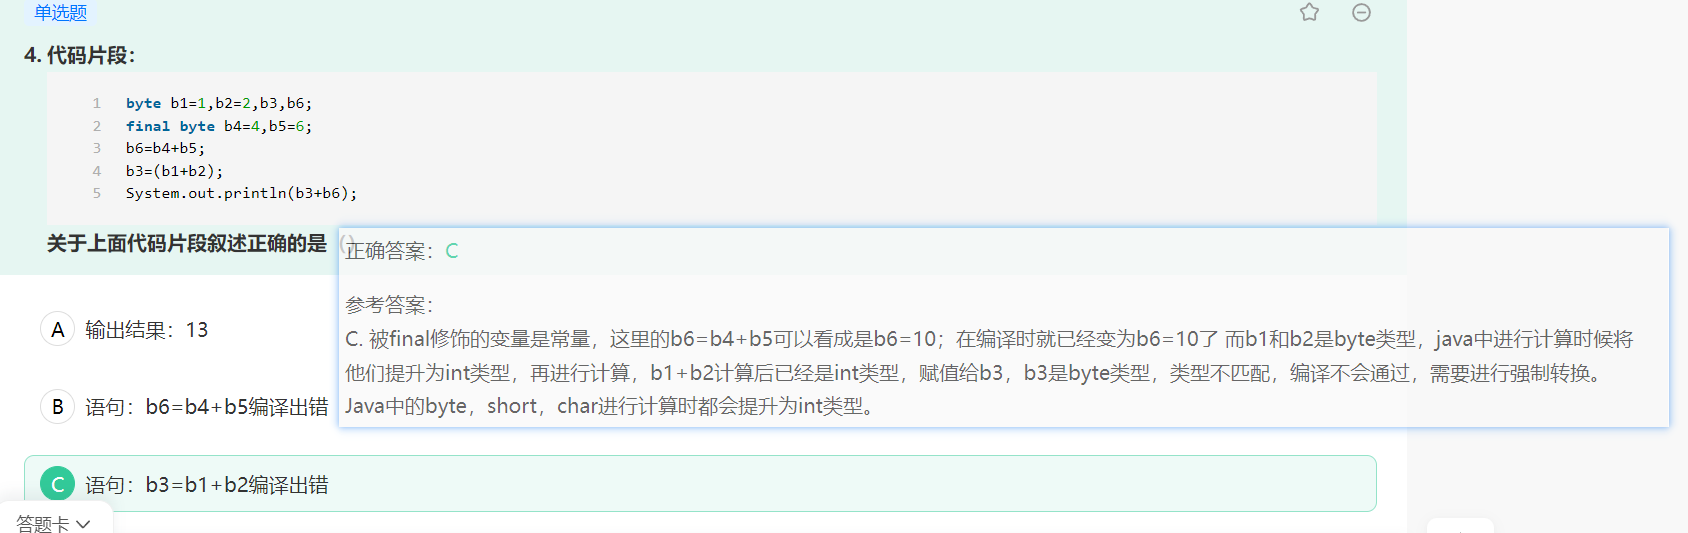 单选题
4. 代码片段：
1 byte b1=1,b2=2,b3,b6;
2 final byte b4=4,b5=6;
3 b6=b4+b5;
4 b3=(b1+b2);
5 System.out.println(b3+b6);
关于上面代码片段叙述正确的是 ()
正确答案： C
参考答案：
C. 被final修饰的变量是常量，这里的b6=b4+b5可以看成是b6=10；在编译时就已经变为b6=10了 而b1和b2是byte类型，java中进行计算时候将
他们提升为int类型，再进行计算，b1+b2计算后已经是int类型，赋值给b3，b3是byte类型，类型不匹配，编译不会通过，需要进行强制转换。
Java中的byte，short，char进行计算时都会提升为int类型。
A 输出结果：13
B 语句：b6=b4+b5编译出错
C 语句：b3=b1+b2编译出错
答题卡